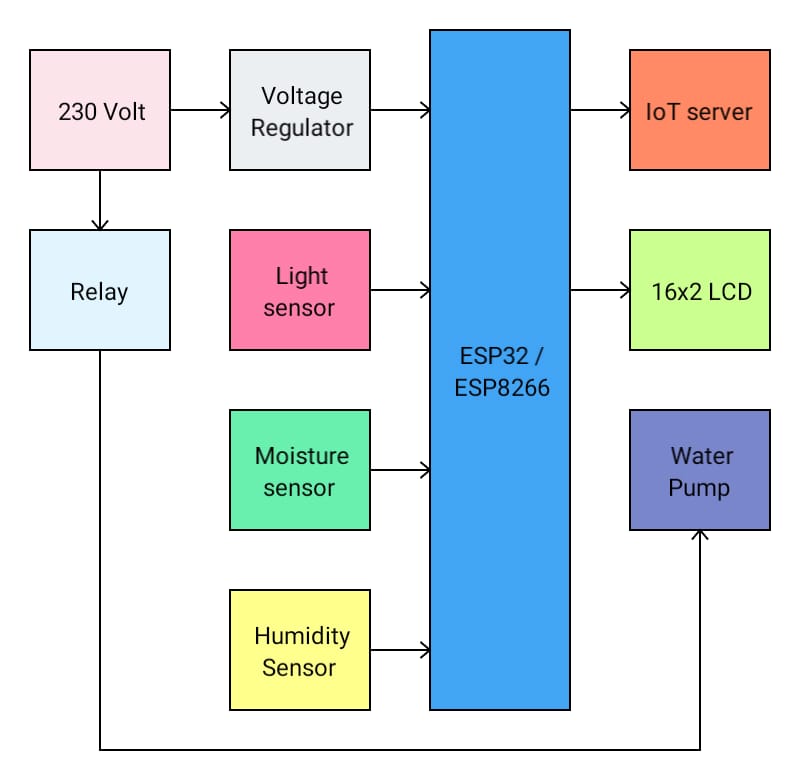 230 Volt
Voltage
Regulator
IoT server
Relay
Light
sensor
16x2 LCD
ESP32 /
ESP8266
Moisture
sensor
Water
Pump
Humidity
Sensor